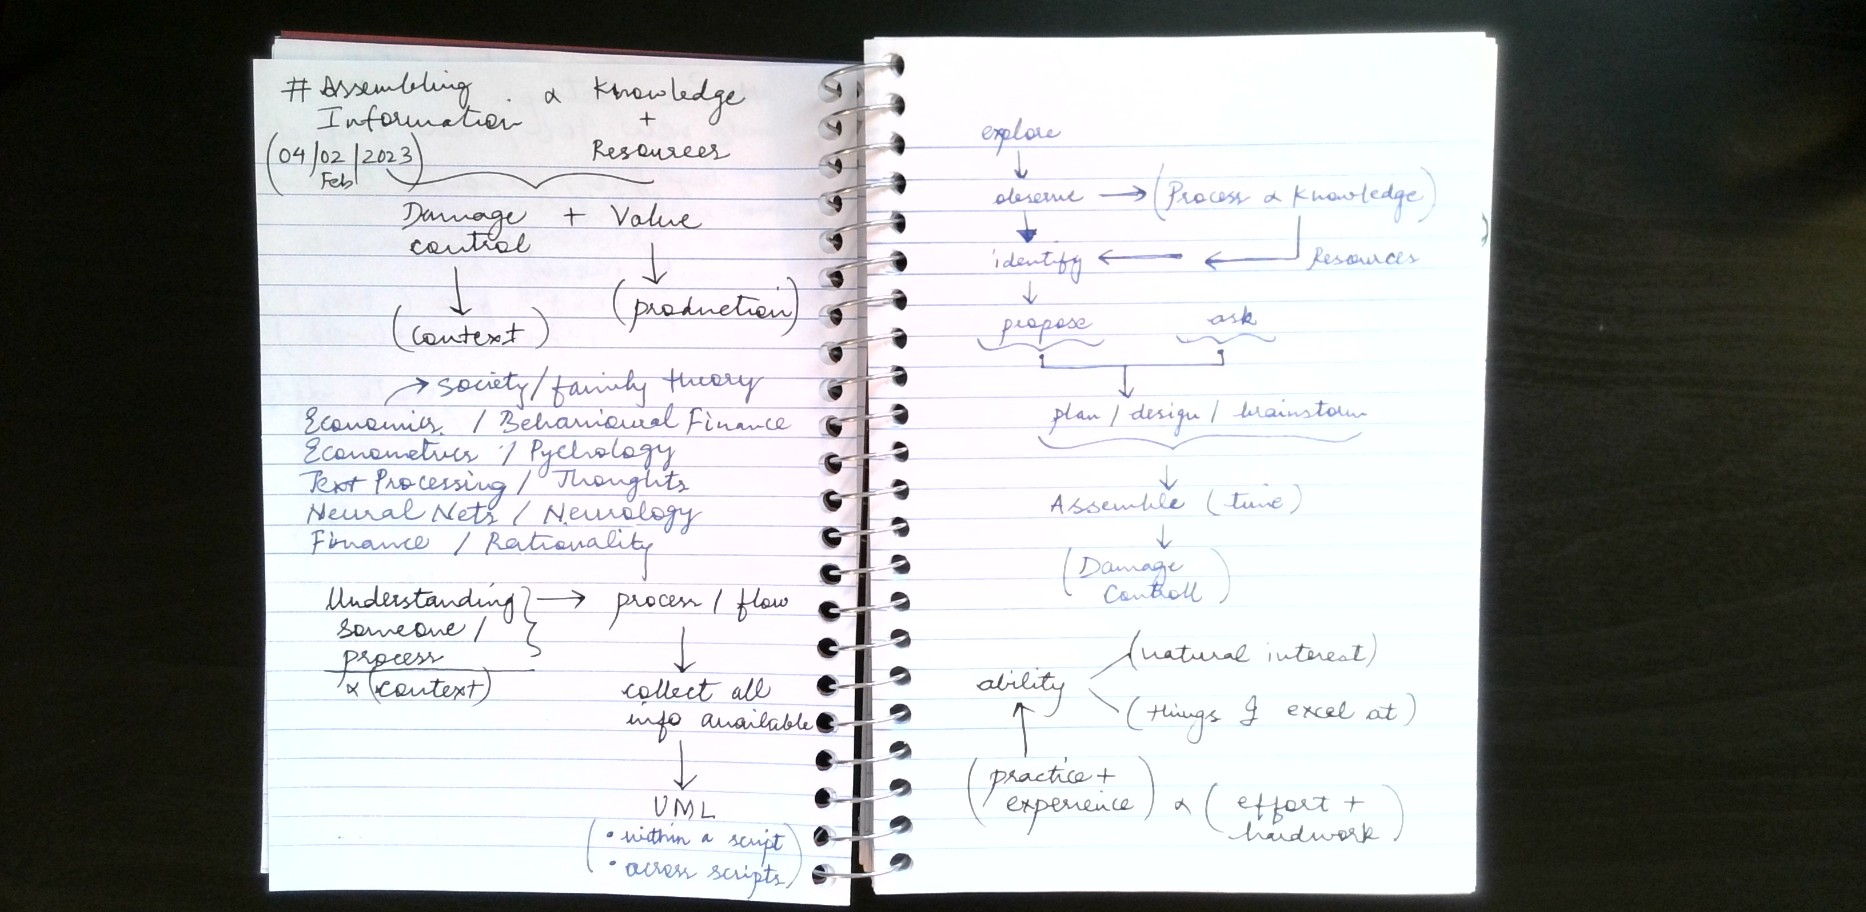 # Assembling ∝ Knowledge
Information +
(04/02/2023) Resources
Feb
Damage + Value
control
↓ ↓
(context) (production)
→ society/family theory
Economics / Behavioural Finance
Econometrics / Pychology
Text Processing / Thoughts
Neural Nets / Neurology
Finance / Rationality
Understanding } → process / flow
someone /
process
∝ (context)
↓
collect all
info available
↓
UML
(• within a script
• across scripts)
explore
↓
observe → (Process ∝ Knowledge)
↓
identify ← ← Resources
↓
propose ask
↓
plan / design / brainstorm
↓
Assemble (time)
↓
(Damage
Controll)
ability (natural interest)
(things I excel at)
↑
(practice +
experience) ∝ (effort +
hardwork)